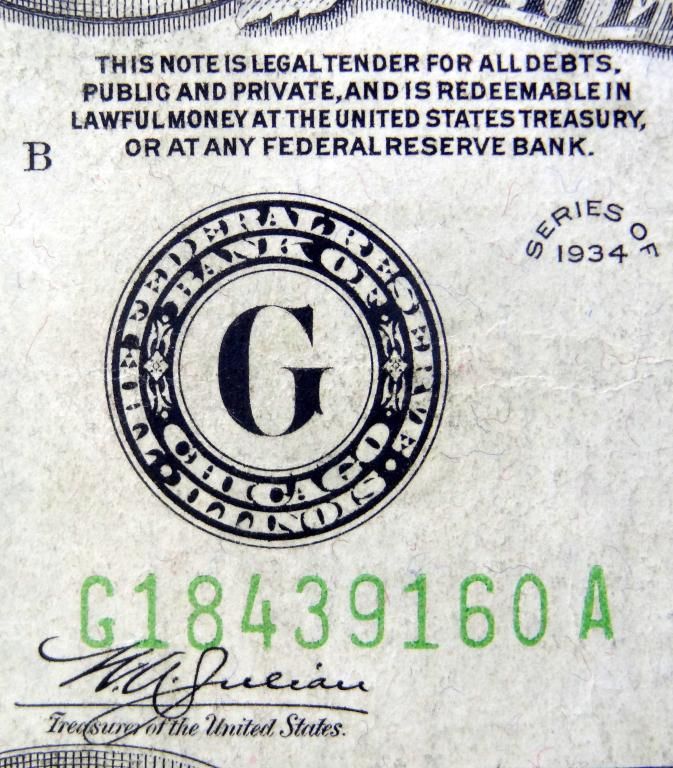 THIS NOTE IS LEGAL TENDER FOR ALL DEBTS,
PUBLIC AND PRIVATE, AND IS REDEEMABLE IN
LAWFUL MONEY AT THE UNITED STATES TREASURY,
OR AT ANY FEDERAL RESERVE BANK.
B
SERIES OF
1934
THE FEDERAL RESERVE
BANK OF
G
CHICAGO
ILLINOIS
G18439160A
W.A. Julian
Treasurer of the United States.